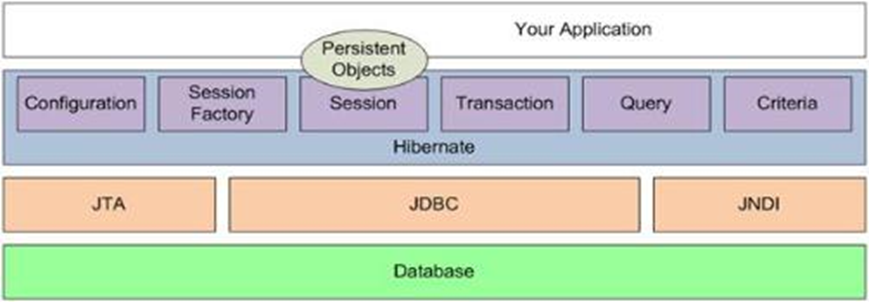 Your Application
Persistent
Objects
Configuration
Session
Factory
Session
Transaction
Query
Criteria
Hibernate
JTA
JDBC
JNDI
Database